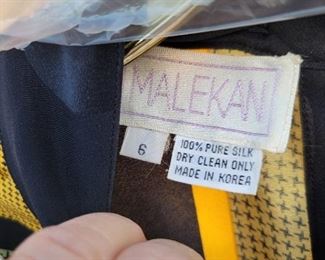 MALEKAN
6
100% PURE SILK
DRY CLEAN ONLY
MADE IN KOREA